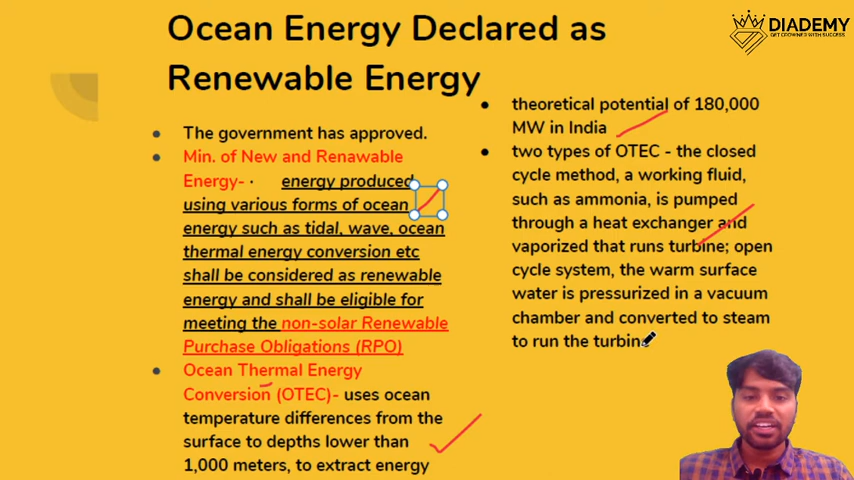 Ocean Energy Declared as
Renewable Energy
DIADEMY
GET CROWNED WITH SUCCESS
The government has approved.
Min. of New and Renawable
Energy- · energy produced
using various forms of ocean
energy such as tidal, wave, ocean
thermal energy conversion etc
shall be considered as renewable
energy and shall be eligible for
meeting the non-solar Renewable
Purchase Obligations (RPO)
Ocean Thermal Energy
Conversion (OTEC)- uses ocean
temperature differences from the
surface to depths lower than
1,000 meters, to extract energy
theoretical potential of 180,000
MW in India
two types of OTEC - the closed
cycle method, a working fluid,
such as ammonia, is pumped
through a heat exchanger and
vaporized that runs turbine; open
cycle system, the warm surface
water is pressurized in a vacuum
chamber and converted to steam
to run the turbine